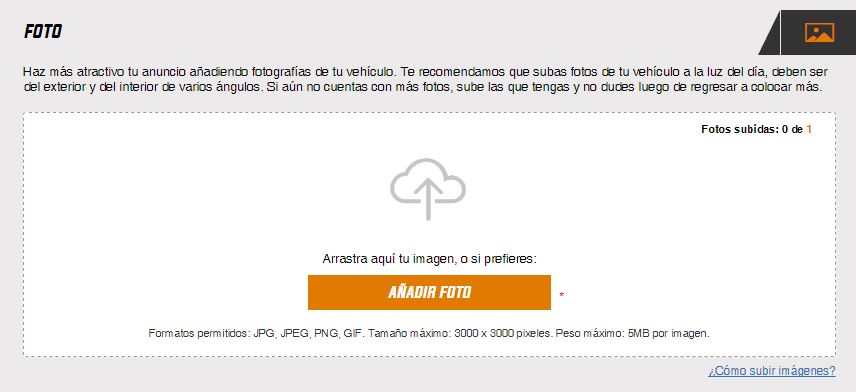 FOTO
Haz más atractivo tu anuncio añadiendo fotografías de tu vehículo. Te recomendamos que subas fotos de tu vehículo a la luz del día, deben ser
del exterior y del interior de varios ángulos. Si aún no cuentas con más fotos, sube las que tengas y no dudes luego de regresar a colocar más.
Fotos subidas: 0 de 1
Arrastra aquí tu imagen, o si prefieres:
AÑADIR FOTO *
Formatos permitidos: JPG, JPEG, PNG, GIF. Tamaño máximo: 3000 x 3000 pixeles. Peso máximo: 5MB por imagen.
¿Cómo subir imágenes?